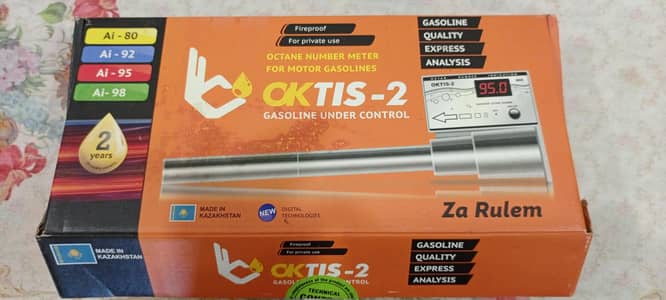 Ai - 80
Ai - 92
Ai - 95
Ai - 98
2
years
Fireproof
For private use
OCTANE NUMBER METER
FOR MOTOR GASOLINES
OKTIS-2
GASOLINE UNDER CONTROL
GASOLINE
QUALITY
EXPRESS
ANALYSIS
OKTIS-2
95.0
MADE IN
KAZAKHSTAN
NEW
DIGITAL
TECHNOLOGIES
Za Rulem
MADE IN
KAZAKHSTAN
Fireproof
For private use
OKTIS-2
CONTROL
GASOLINE
QUALITY
EXPRESS
ANALYSIS
TECHNICAL